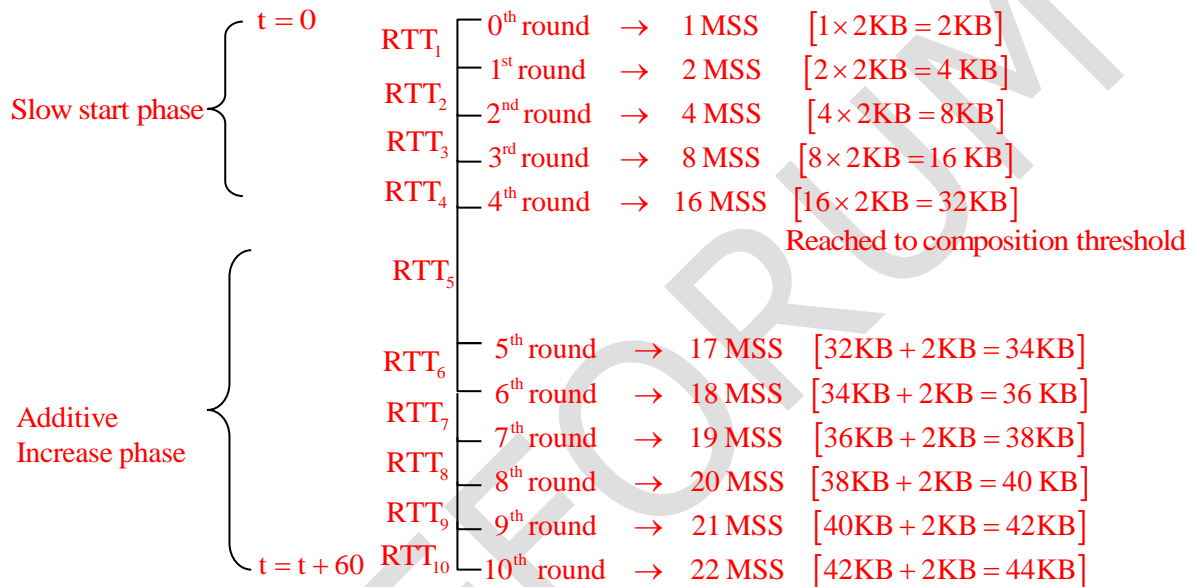 t = 0
RTT₁
0ᵗʰ round → 1 MSS [1 × 2KB = 2KB]
1ˢᵗ round → 2 MSS [2 × 2KB = 4 KB]
Slow start phase
RTT₂
2ⁿᵈ round → 4 MSS [4 × 2KB = 8KB]
RTT₃
3ʳᵈ round → 8 MSS [8 × 2KB = 16 KB]
RTT₄
4ᵗʰ round → 16 MSS [16 × 2KB = 32KB]
Reached to composition threshold
RTT₅
5ᵗʰ round → 17 MSS [32KB + 2KB = 34KB]
RTT₆
6ᵗʰ round → 18 MSS [34KB + 2KB = 36 KB]
Additive
Increase phase
RTT₇
7ᵗʰ round → 19 MSS [36KB + 2KB = 38KB]
RTT₈
8ᵗʰ round → 20 MSS [38KB + 2KB = 40 KB]
RTT₉
9ᵗʰ round → 21 MSS [40KB + 2KB = 42KB]
t = t + 60
RTT₁₀
10ᵗʰ round → 22 MSS [42KB + 2KB = 44KB]
EFORUM